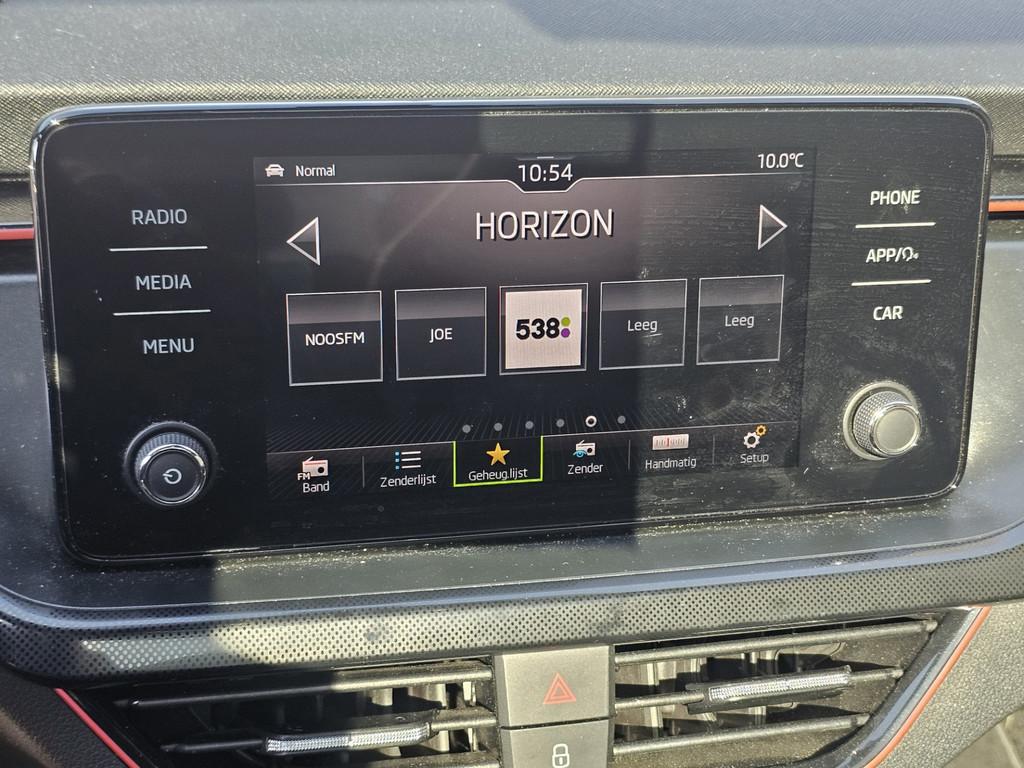 Normal
10:54
10.0°C
RADIO
MEDIA
MENU
HORIZON
NOOSFM
JOE
538
Leeg
Leeg
FM
Band
Zenderlijst
Geheug.lijst
Zender
Handmatig
Setup
PHONE
APP/
CAR